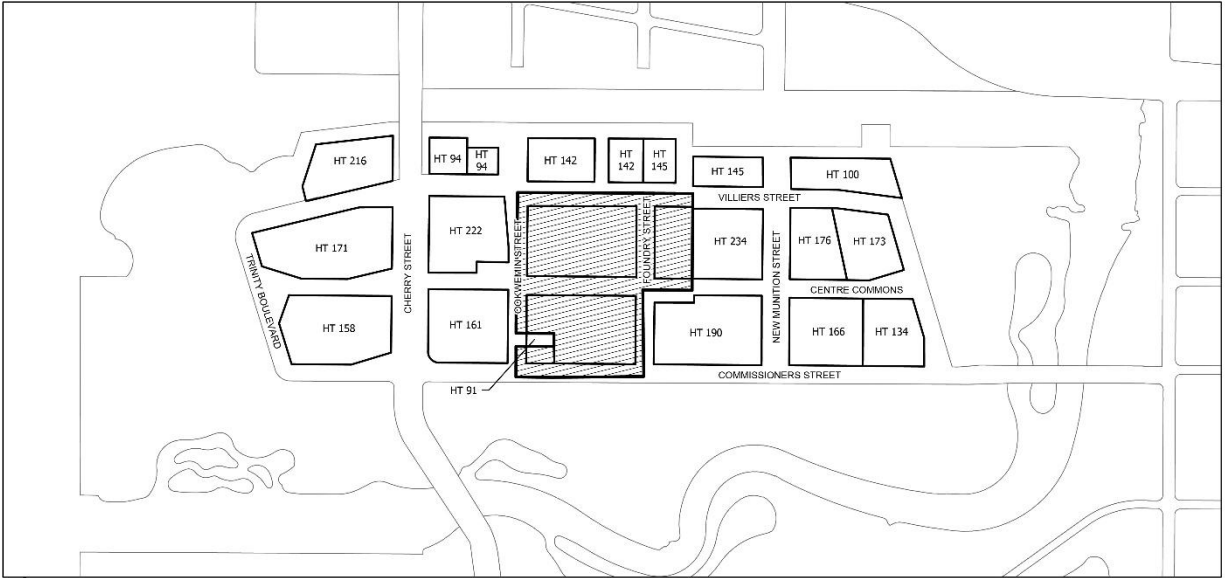 HT 216
HT 94
HT
94
HT 142
HT
142
HT
145
HT 145
HT 100
VILLIERS STREET
HT 171
HT 222
HT 234
HT 176
HT 173
TRINITY BOULEVARD
CHERRY STREET
OOKWEMIN STREET
FOUNDRY STREET
NEW MUNITION STREET
CENTRE COMMONS
HT 158
HT 161
HT 190
HT 166
HT 134
COMMISSIONERS STREET
HT 91